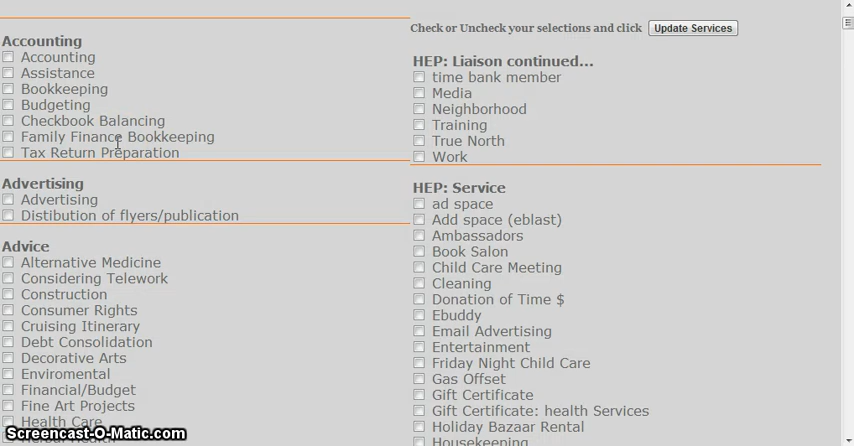 Accounting
Accounting
Assistance
Bookkeeping
Budgeting
Checkbook Balancing
Family Finance Bookkeeping
Tax Return Preparation
Advertising
Advertising
Distibution of flyers/publication
Advice
Alternative Medicine
Considering Telework
Construction
Consumer Rights
Cruising Itinerary
Debt Consolidation
Decorative Arts
Enviromental
Financial/Budget
Fine Art Projects
Health Care
Screencast-O-Matic.com
Check or Uncheck your selections and click Update Services
HEP: Liaison continued...
time bank member
Media
Neighborhood
Training
True North
Work
HEP: Service
ad space
Add space (eblast)
Ambassadors
Book Salon
Child Care Meeting
Cleaning
Donation of Time $
Ebuddy
Email Advertising
Entertainment
Friday Night Child Care
Gas Offset
Gift Certificate
Gift Certificate: health Services
Holiday Bazaar Rental
Housekeeping